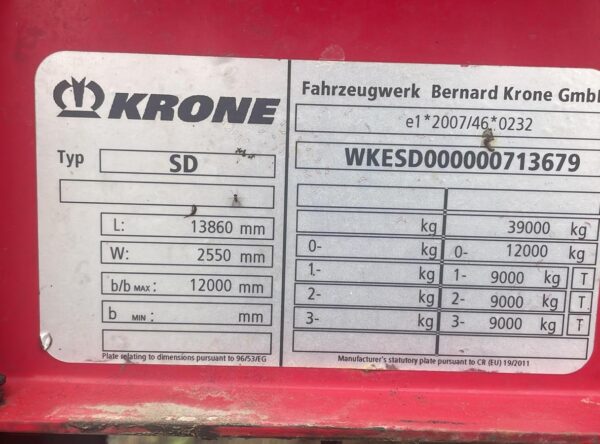 KRONE
Typ SD
L: 13860 mm
W: 2550 mm
b/b MAX: 12000 mm
b MIN: mm
Plate relating to dimensions pursuant to 96/53/EG
Fahrzeugwerk Bernard Krone Gmb
e1*2007/46*0232
WKESD000000713679
kg 39000 kg
0- kg 0- 12000 kg
1- kg 1- 9000 kg T
2- kg 2- 9000 kg T
3- kg 3- 9000 kg T
Manufacturer's statutory plate pursuant to CR (EU) 19/2011